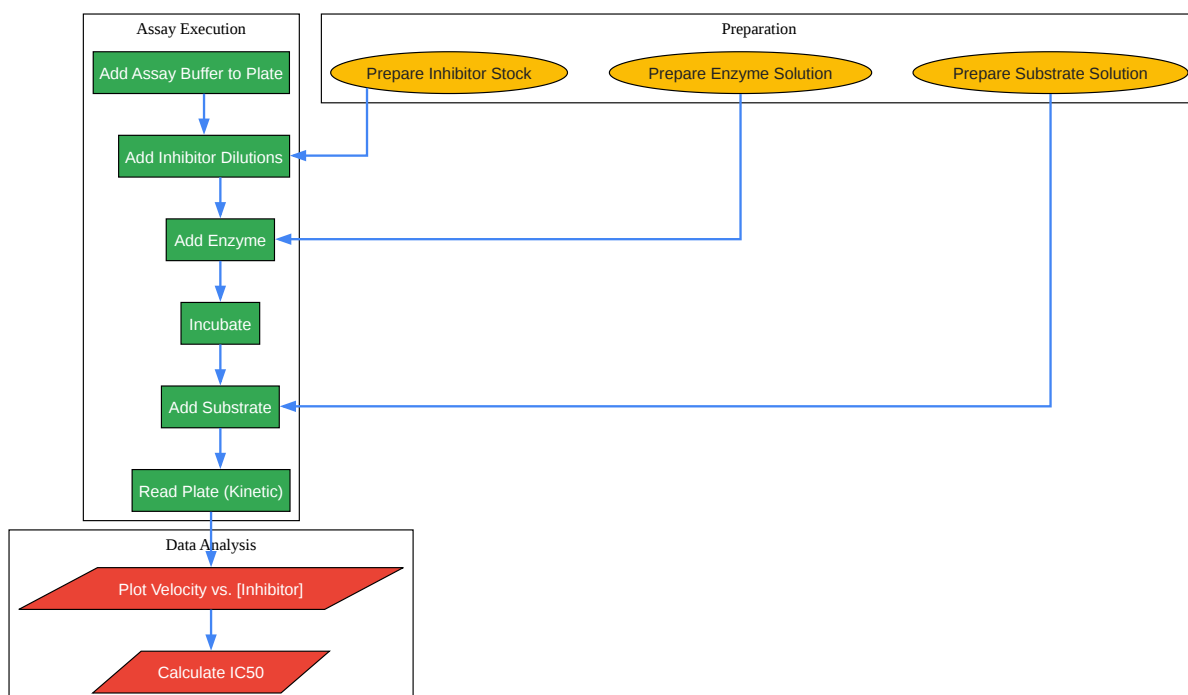 Assay Execution
Preparation
Add Assay Buffer to Plate
Prepare Inhibitor Stock
Prepare Enzyme Solution
Prepare Substrate Solution
Add Inhibitor Dilutions
Add Enzyme
Incubate
Add Substrate
Read Plate (Kinetic)
Data Analysis
Plot Velocity vs. [Inhibitor]
Calculate IC50